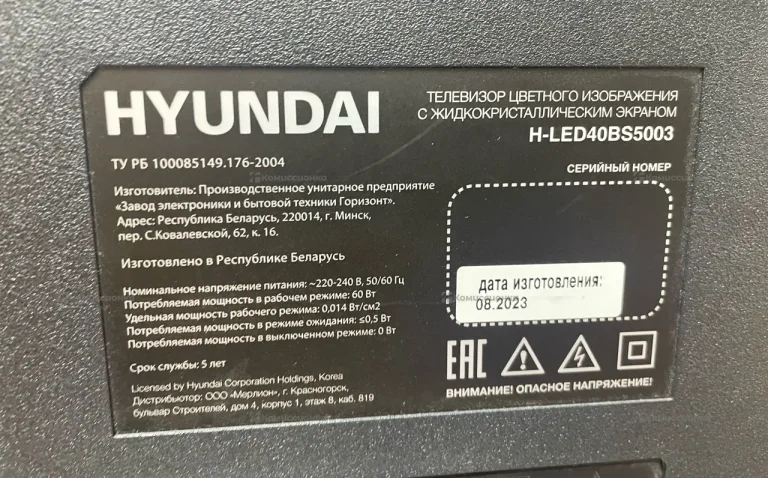 HYUNDAI
ТЕЛЕВИЗОР ЦВЕТНОГО ИЗОБРАЖЕНИЯ
С ЖИДКОКРИСТАЛЛИЧЕСКИМ ЭКРАНОМ
H-LED40BS5003
ТУ РБ 100085149.176-2004
СЕРИЙНЫЙ НОМЕР
Изготовитель: Производственное унитарное предприятие
«Завод электроники и бытовой техники Горизонт».
Адрес: Республика Беларусь, 220014, г. Минск,
пер. С.Ковалевской, 62, к. 16.
Изготовлено в Республике Беларусь
дата изготовления:
08.2023
Номинальное напряжение питания: ~220-240 В, 50/60 Гц
Потребляемая мощность в рабочем режиме: 60 Вт
Удельная мощность рабочего режима: 0,014 Вт/см2
Потребляемая мощность в режиме ожидания: ≤0,5 Вт
Потребляемая мощность в выключенном режиме: 0 Вт
Срок службы: 5 лет
EAC
ВНИМАНИЕ! ОПАСНОЕ НАПРЯЖЕНИЕ!
Licensed by Hyundai Corporation Holdings, Korea
Дистрибьютор: ООО «Мерлион», г. Красногорск,
бульвар Строителей, дом 4, корпус 1, этаж 8, каб. 819
Комиссионка
Комиссионка